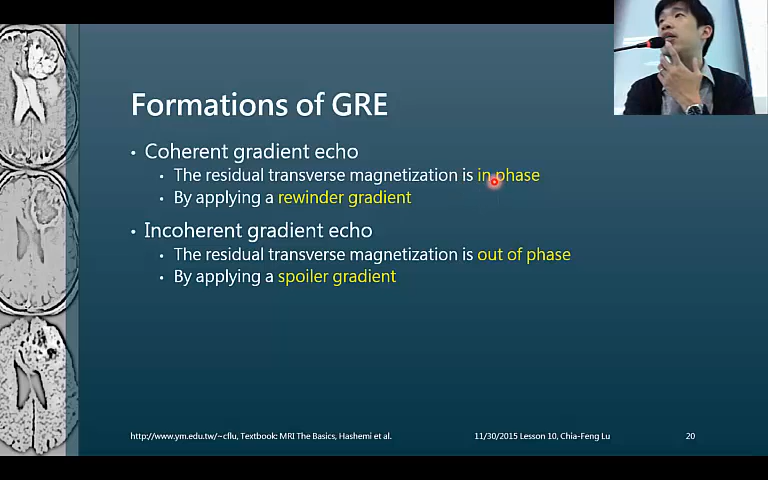 Formations of GRE
• Coherent gradient echo
• The residual transverse magnetization is in phase
• By applying a rewinder gradient
• Incoherent gradient echo
• The residual transverse magnetization is out of phase
• By applying a spoiler gradient
http://www.ym.edu.tw/~cflu, Textbook: MRI The Basics, Hashemi et al.
11/30/2015 Lesson 10, Chia-Feng Lu
20